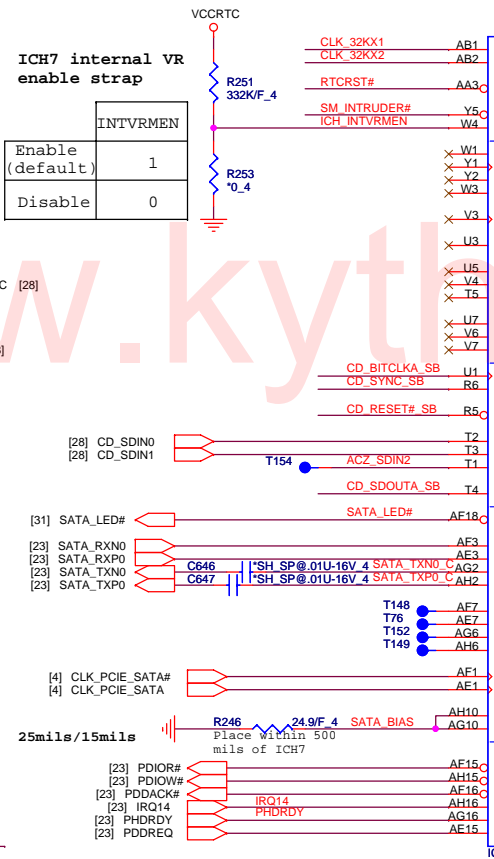 VCCRTC
ICH7 internal VR
enable strap
R251
332K/F_4
INTVRMEN
Enable
(default)
1
Disable
0
R253
*0_4
CLK_32KX1
AB1
CLK_32KX2
AB2
RTCRST#
AA3
SM_INTRUDER#
Y5
ICH_INTVRMEN
W4
W1
Y1
Y2
W3
V3
U3
U5
C [28]
V4
T5
U7
V6
V7
w.kyth
CD_BITCLKA_SB
U1
CD_SYNC_SB
R6
CD_RESET#_SB
R5
[28] CD_SDIN0
T2
[28] CD_SDIN1
T3
T154
ACZ_SDIN2
T1
CD_SDOUTA_SB
T4
[31] SATA_LED#
SATA_LED#
AF18
[23] SATA_RXN0
AF3
[23] SATA_RXP0
AE3
[23] SATA_TXN0
C646
*SH_SP@.01U-16V_4
SATA_TXN0_C
AG2
[23] SATA_TXP0
C647
*SH_SP@.01U-16V_4
SATA_TXP0_C
AH2
T148
AF7
T76
AE7
T152
AG6
T149
AH6
[4] CLK_PCIE_SATA#
AF1
[4] CLK_PCIE_SATA
AE1
AH10
R246
24.9/F_4
SATA_BIAS
AG10
25mils/15mils
Place within 500
mils of ICH7
[23] PDIOR#
AF15
[23] PDIOW#
AH15
[23] PDDACK#
AF16
[23] IRQ14
IRQ14
AH16
[23] PHDRDY
PHDRDY
AG16
[23] PDDREQ
AE15